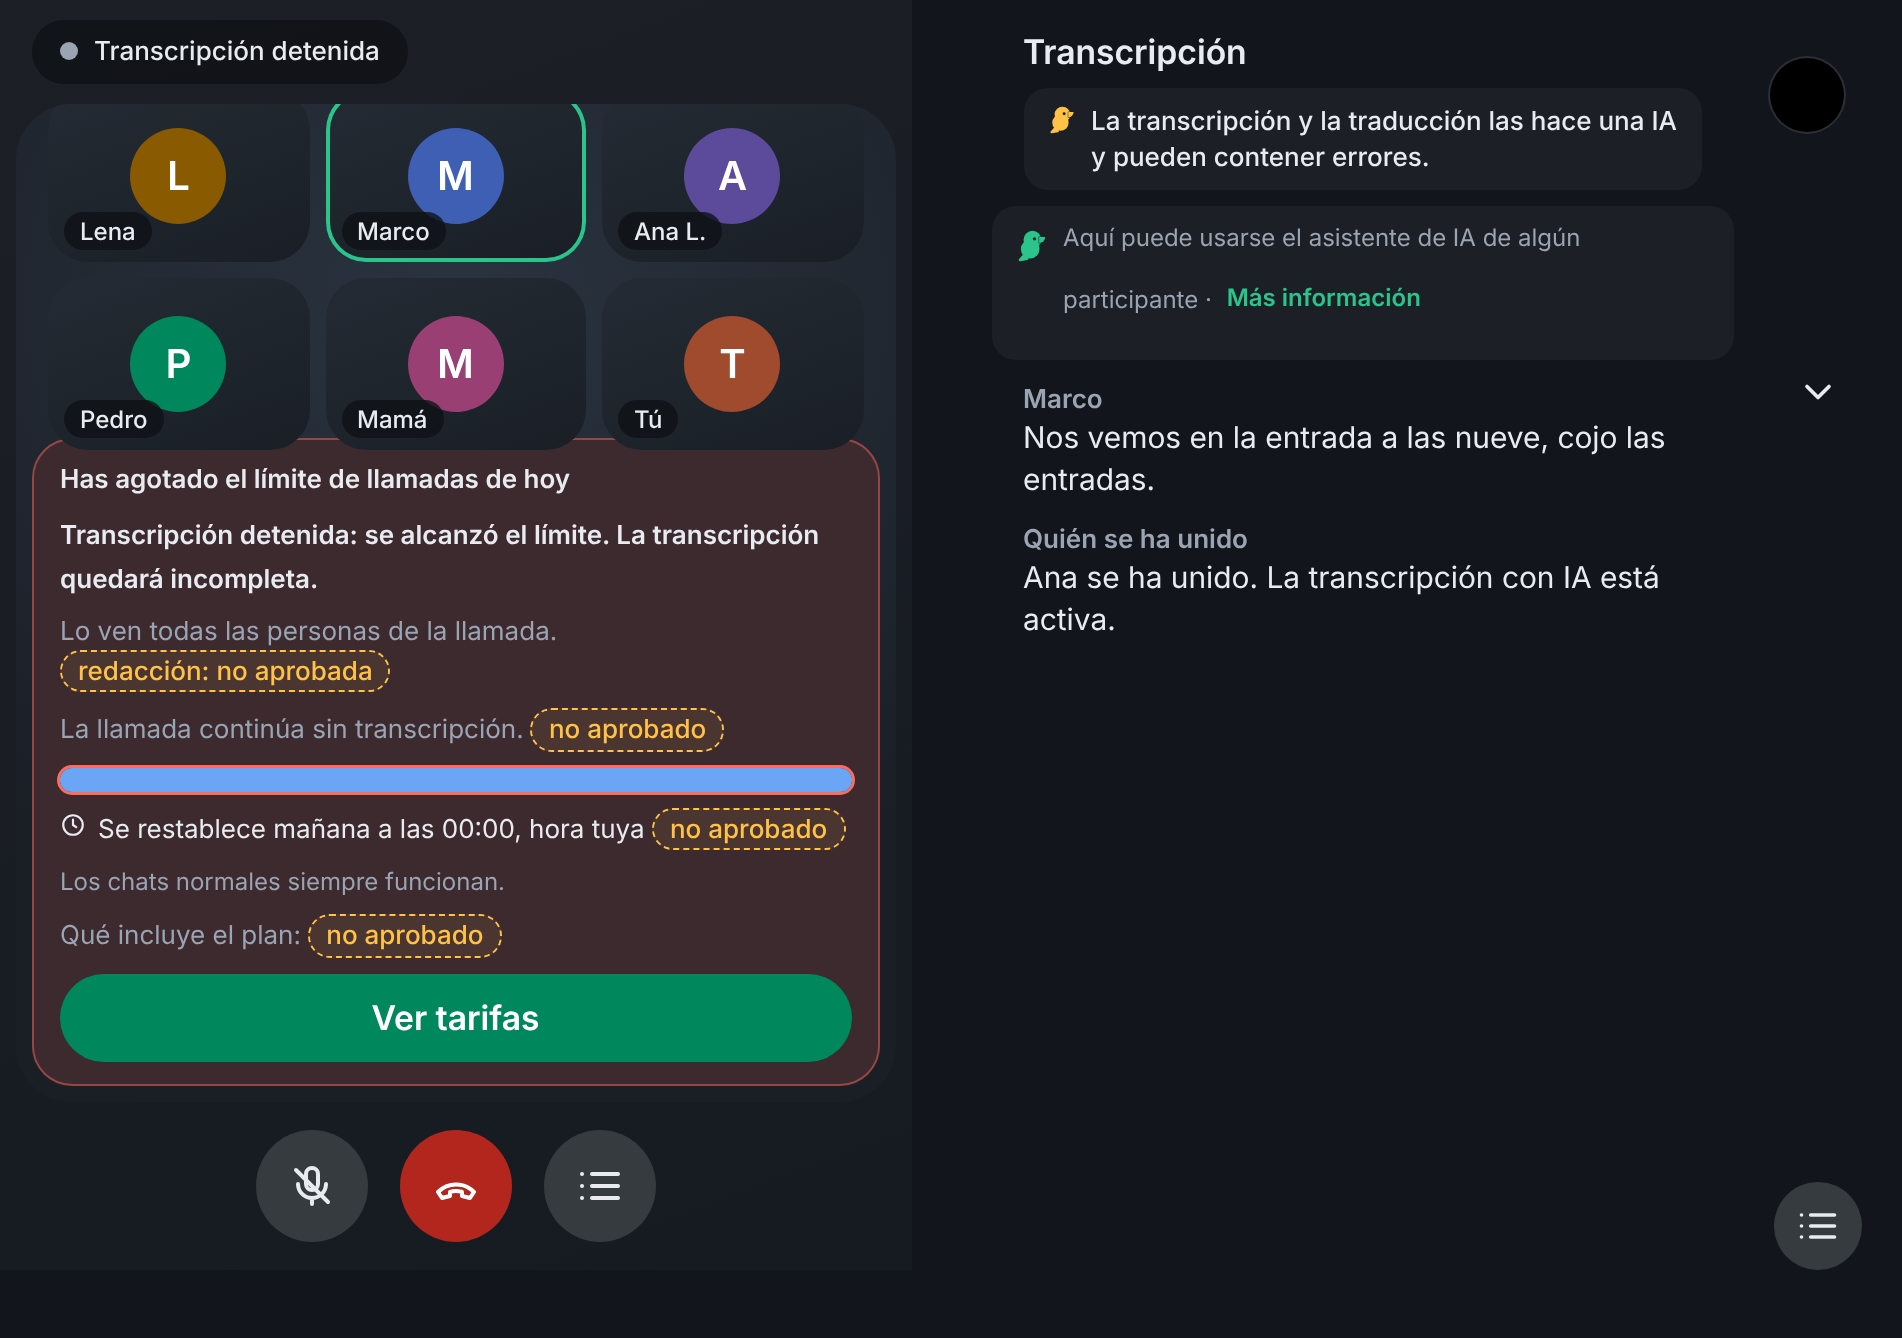 Transcripción detenida
L
Lena
M
Marco
A
Ana L.
P
Pedro
M
Mamá
T
Tú
Has agotado el límite de llamadas de hoy
Transcripción detenida: se alcanzó el límite. La transcripción
quedará incompleta.
Lo ven todas las personas de la llamada.
redacción: no aprobada
La llamada continúa sin transcripción. no aprobado
Se restablece mañana a las 00:00, hora tuya no aprobado
Los chats normales siempre funcionan.
Qué incluye el plan: no aprobado
Ver tarifas
Transcripción
La transcripción y la traducción las hace una IA
y pueden contener errores.
Aquí puede usarse el asistente de IA de algún
participante · Más información
Marco
Nos vemos en la entrada a las nueve, cojo las
entradas.
Quién se ha unido
Ana se ha unido. La transcripción con IA está
activa.